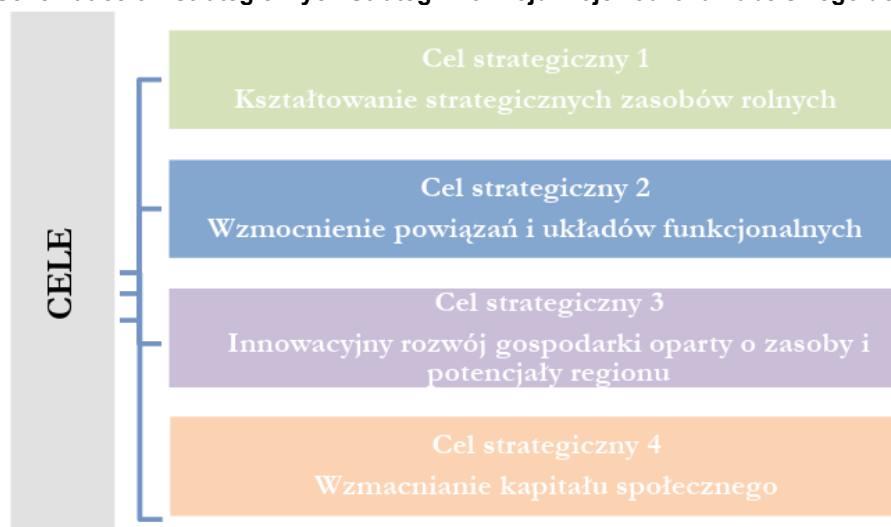 CELE
Cel strategiczny 1
Kształtowanie strategicznych zasobów rolnych
Cel strategiczny 2
Wzmocnienie powiązań i układów funkcjonalnych
Cel strategiczny 3
Innowacyjny rozwój gospodarki oparty o zasoby i
potencjały regionu
Cel strategiczny 4
Wzmacnianie kapitału społecznego